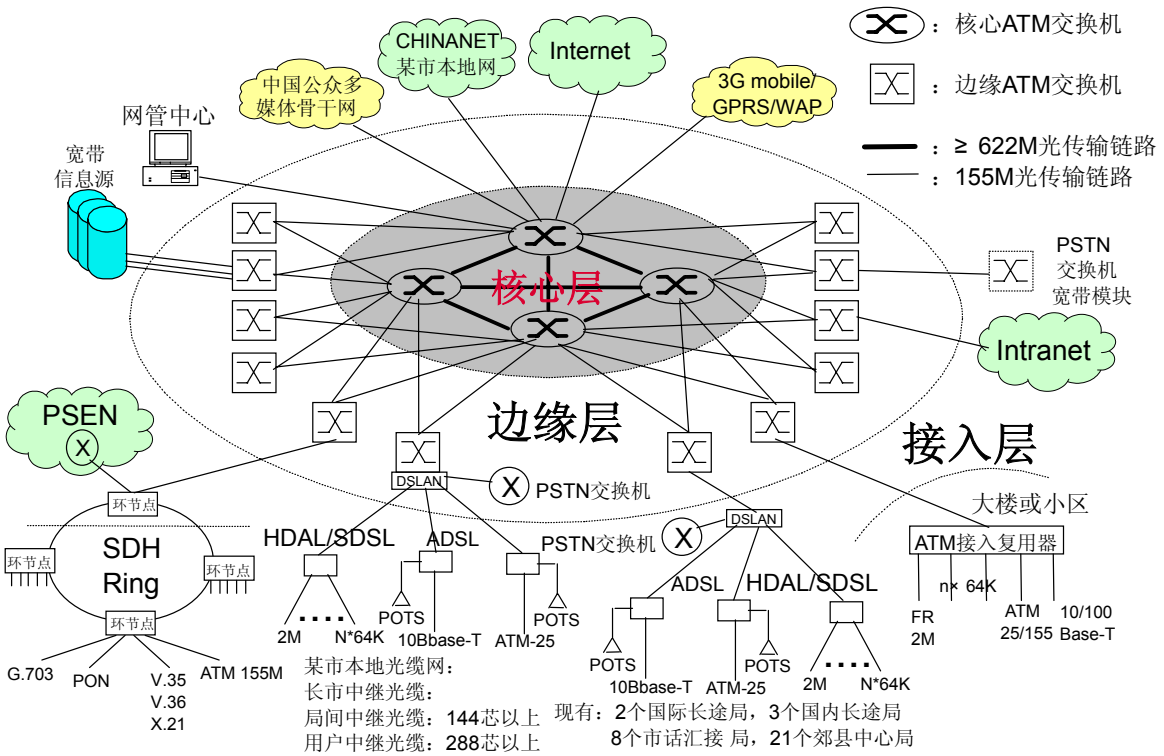 CHINANET
某市本地网
Internet
中国公众多
媒体骨干网
3G mobile/
GPRS/WAP
：核心ATM交换机
：边缘ATM交换机
：≥ 622M光传输链路
：155M光传输链路
网管中心
宽带
信息源
核心层
PSTN
交换机
宽带模块
Intranet
边缘层
接入层
PSEN
X
DSLAN
X
PSTN交换机
环节点
SDH
Ring
环节点
环节点
环节点
G.703
PON
V.35
V.36
X.21
ATM 155M
HDAL/SDSL
ADSL
2M
N*64K
POTS
10Bbase-T
ATM-25
POTS
PSTN交换机
X
DSLAN
ADSL
HDAL/SDSL
POTS
10Bbase-T
ATM-25
POTS
2M
N*64K
大楼或小区
ATM接入复用器
FR
2M
n× 64K
ATM
25/155
10/100
Base-T
某市本地光缆网：
长市中继光缆：
局间中继光缆：144芯以上
用户中继光缆：288芯以上
现有：2个国际长途局，3个国内长途局
8个市话汇接 局，21个郊县中心局